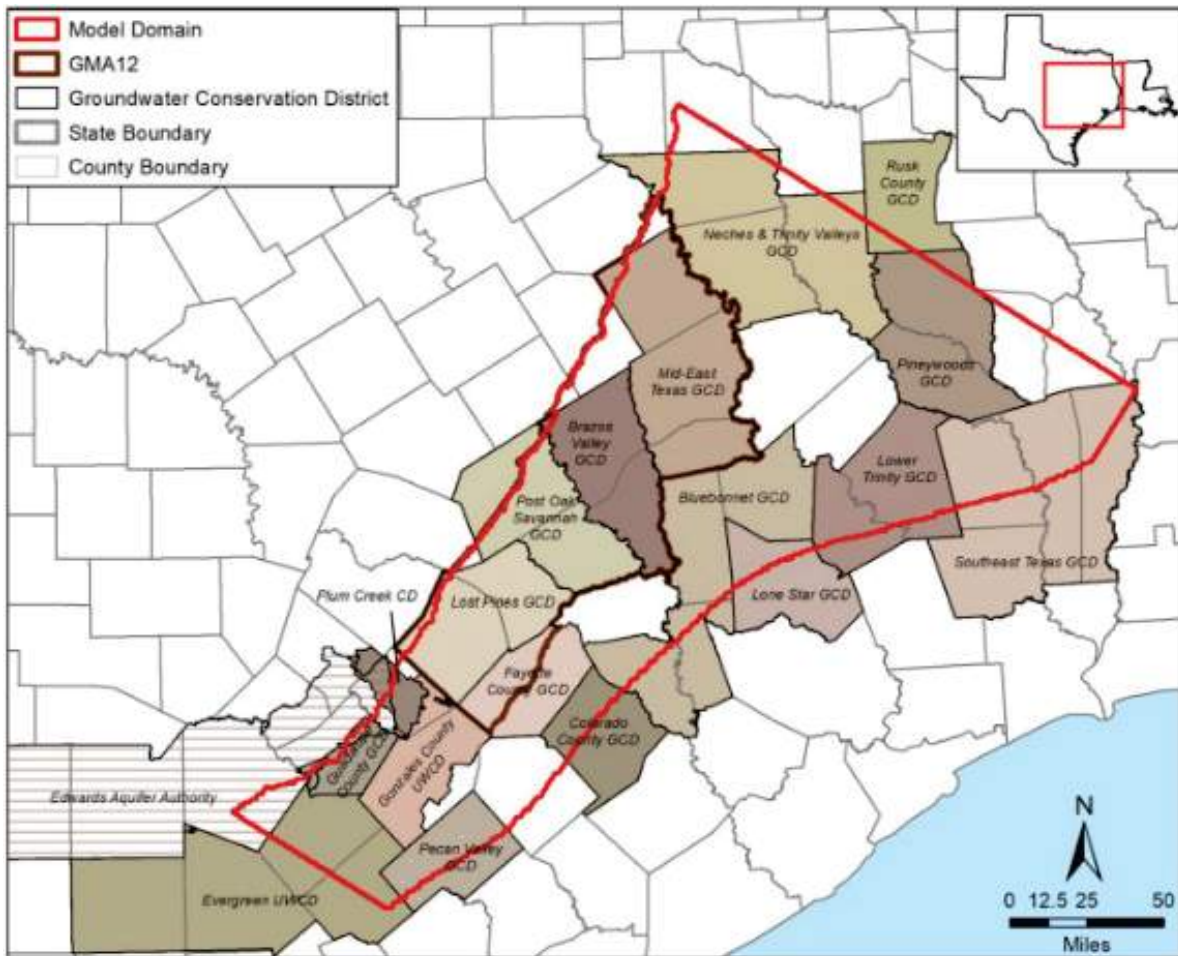 Model Domain
GMA12
Groundwater Conservation District
State Boundary
County Boundary
Rusk
County
GCD
Neches & Trinity Valleys
GCD
Pineywoods
GCD
Mid-East
Texas GCD
Brazos
Valley
GCD
Lower
Trinity GCD
Bluebonnet GCD
Post Oak
Savannah
GCD
Southeast Texas GCD
Lone Star GCD
Plum Creek CD
Lost Pines GCD
Fayette
County GCD
Colorado
County GCD
Guadalupe
County GCD
Gonzales County
UWCD
Edwards Aquifer Authority
Pecan Valley
GCD
Evergreen UWCD
N
0 12.5 25 50
Miles